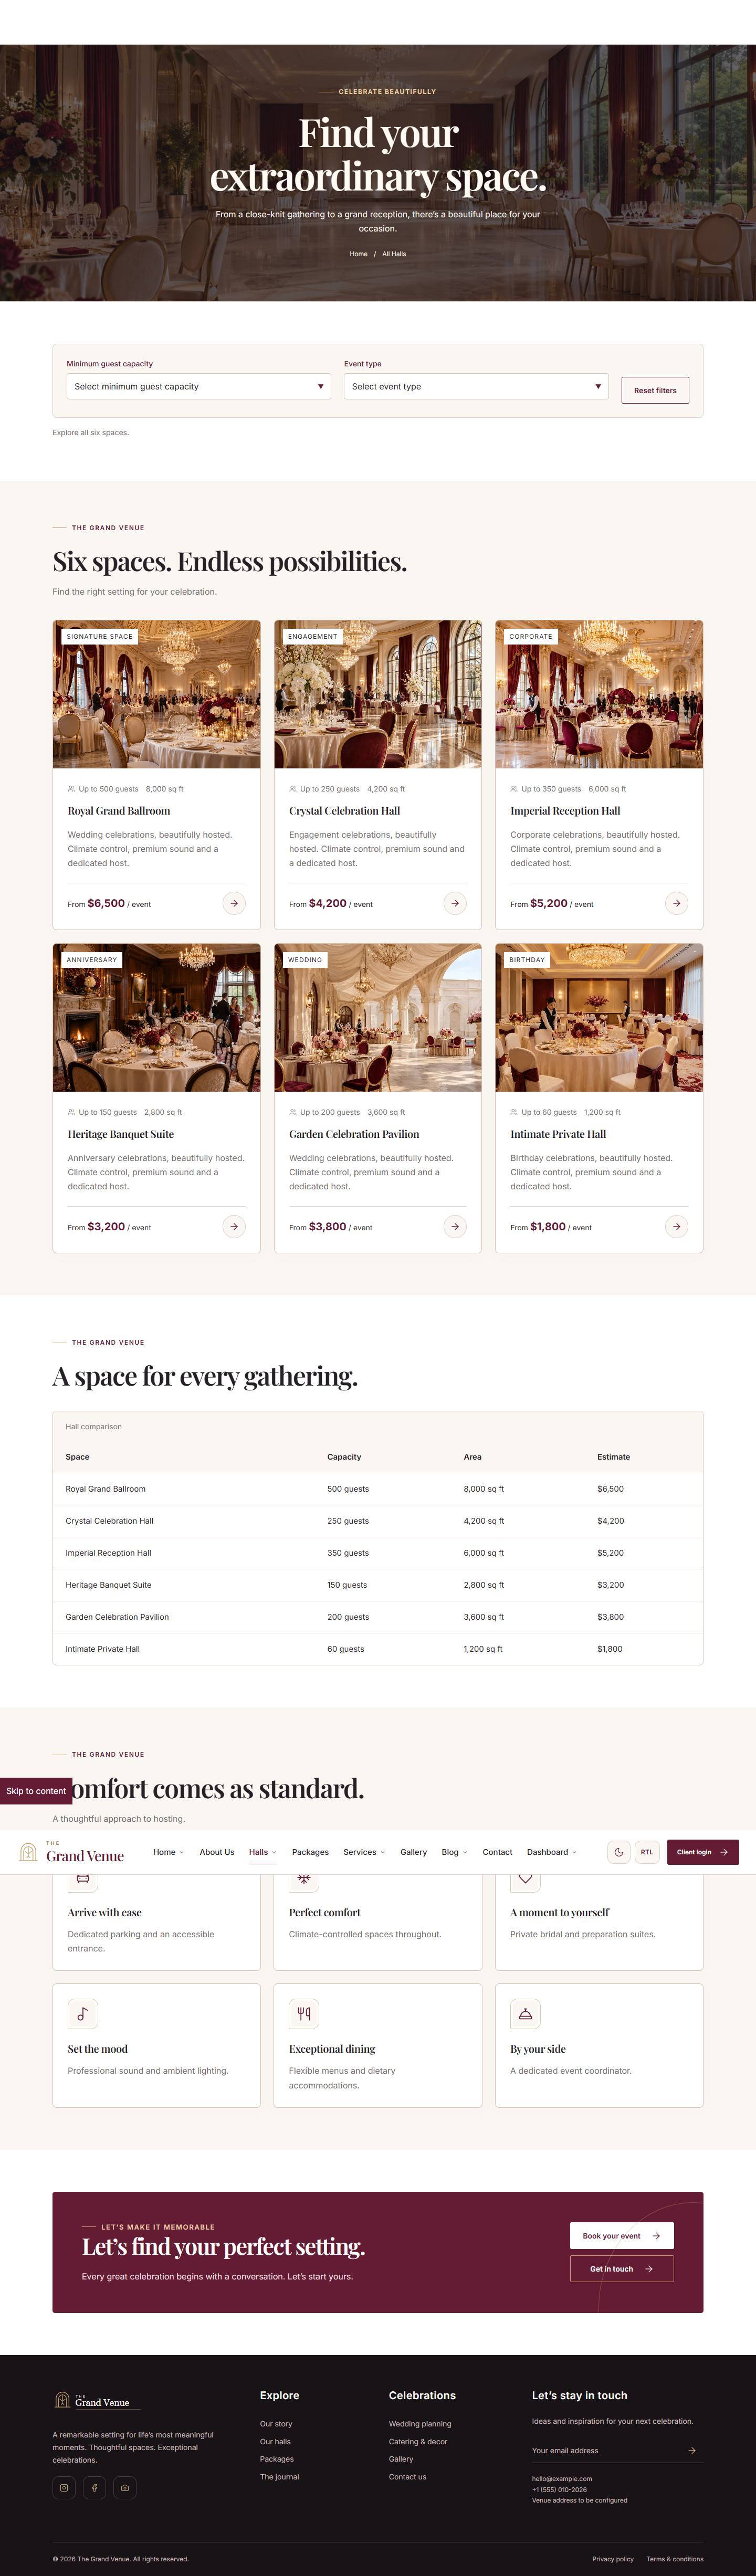 CELEBRATE BEAUTIFULLY
Find your
extraordinary space.
From a close-knit gathering to a grand reception, there's a beautiful place for your
occasion.
Home / All Halls
Minimum guest capacity
Select minimum guest capacity
Event type
Select event type
Reset filters
Explore all six spaces.
THE GRAND VENUE
Six spaces. Endless possibilities.
Find the right setting for your celebration.
SIGNATURE SPACE
Up to 500 guests 8,000 sq ft
Royal Grand Ballroom
Wedding celebrations, beautifully hosted.
Climate control, premium sound and a
dedicated host.
From $6,500 / event
ENGAGEMENT
Up to 250 guests 4,200 sq ft
Crystal Celebration Hall
Engagement celebrations, beautifully
hosted. Climate control, premium sound and
a dedicated host.
From $4,200 / event
CORPORATE
Up to 350 guests 6,000 sq ft
Imperial Reception Hall
Corporate celebrations, beautifully hosted.
Climate control, premium sound and a
dedicated host.
From $5,200 / event
ANNIVERSARY
Up to 150 guests 2,800 sq ft
Heritage Banquet Suite
Anniversary celebrations, beautifully hosted.
Climate control, premium sound and a
dedicated host.
From $3,200 / event
WEDDING
Up to 200 guests 3,600 sq ft
Garden Celebration Pavilion
Wedding celebrations, beautifully hosted.
Climate control, premium sound and a
dedicated host.
From $3,800 / event
BIRTHDAY
Up to 60 guests 1,200 sq ft
Intimate Private Hall
Birthday celebrations, beautifully hosted.
Climate control, premium sound and a
dedicated host.
From $1,800 / event
THE GRAND VENUE
A space for every gathering.
Hall comparison
Space Capacity Area Estimate
Royal Grand Ballroom 500 guests 8,000 sq ft $6,500
Crystal Celebration Hall 250 guests 4,200 sq ft $4,200
Imperial Reception Hall 350 guests 6,000 sq ft $5,200
Heritage Banquet Suite 150 guests 2,800 sq ft $3,200
Garden Celebration Pavilion 200 guests 3,600 sq ft $3,800
Intimate Private Hall 60 guests 1,200 sq ft $1,800
THE GRAND VENUE
Skip to content
omfort comes as standard.
A thoughtful approach to hosting.
THE
Grand Venue
Home About Us Halls Packages Services Gallery Blog Contact Dashboard
RTL
Client login
Arrive with ease
Dedicated parking and an accessible
entrance.
Perfect comfort
Climate-controlled spaces throughout.
A moment to yourself
Private bridal and preparation suites.
Set the mood
Professional sound and ambient lighting.
Exceptional dining
Flexible menus and dietary
accommodations.
By your side
A dedicated event coordinator.
LET'S MAKE IT MEMORABLE
Let's find your perfect setting.
Every great celebration begins with a conversation. Let's start yours.
Book your event
Get in touch
THE
Grand Venue
A remarkable setting for life's most meaningful
moments. Thoughtful spaces. Exceptional
celebrations.
Explore
Our story
Our halls
Packages
The journal
Celebrations
Wedding planning
Catering & decor
Gallery
Contact us
Let's stay in touch
Ideas and inspiration for your next celebration.
Your email address
hello@example.com
+1 (555) 010-2026
Venue address to be configured
© 2026 The Grand Venue. All rights reserved.
Privacy policy Terms & conditions